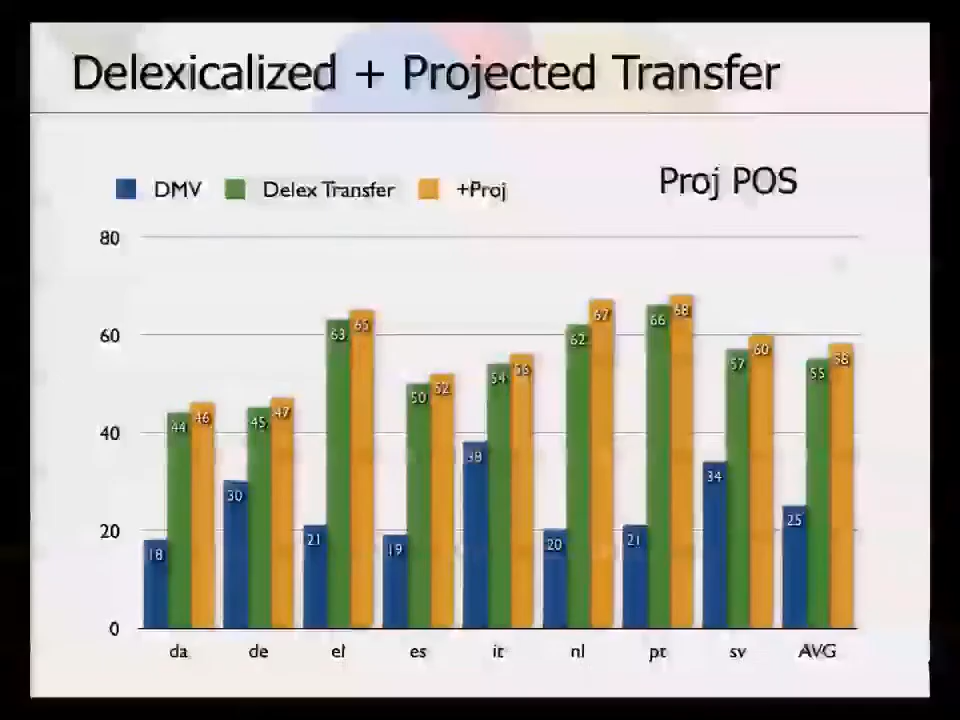 Delexicalized + Projected Transfer
DMV Delex Transfer +Proj
Proj POS
80
60
40
20
0
18 44 46
30 45 47
21 63 65
19 50 52
38 54 56
20 62 67
21 66 68
34 57 60
25 55 58
da de el es it nl pt sv AVG